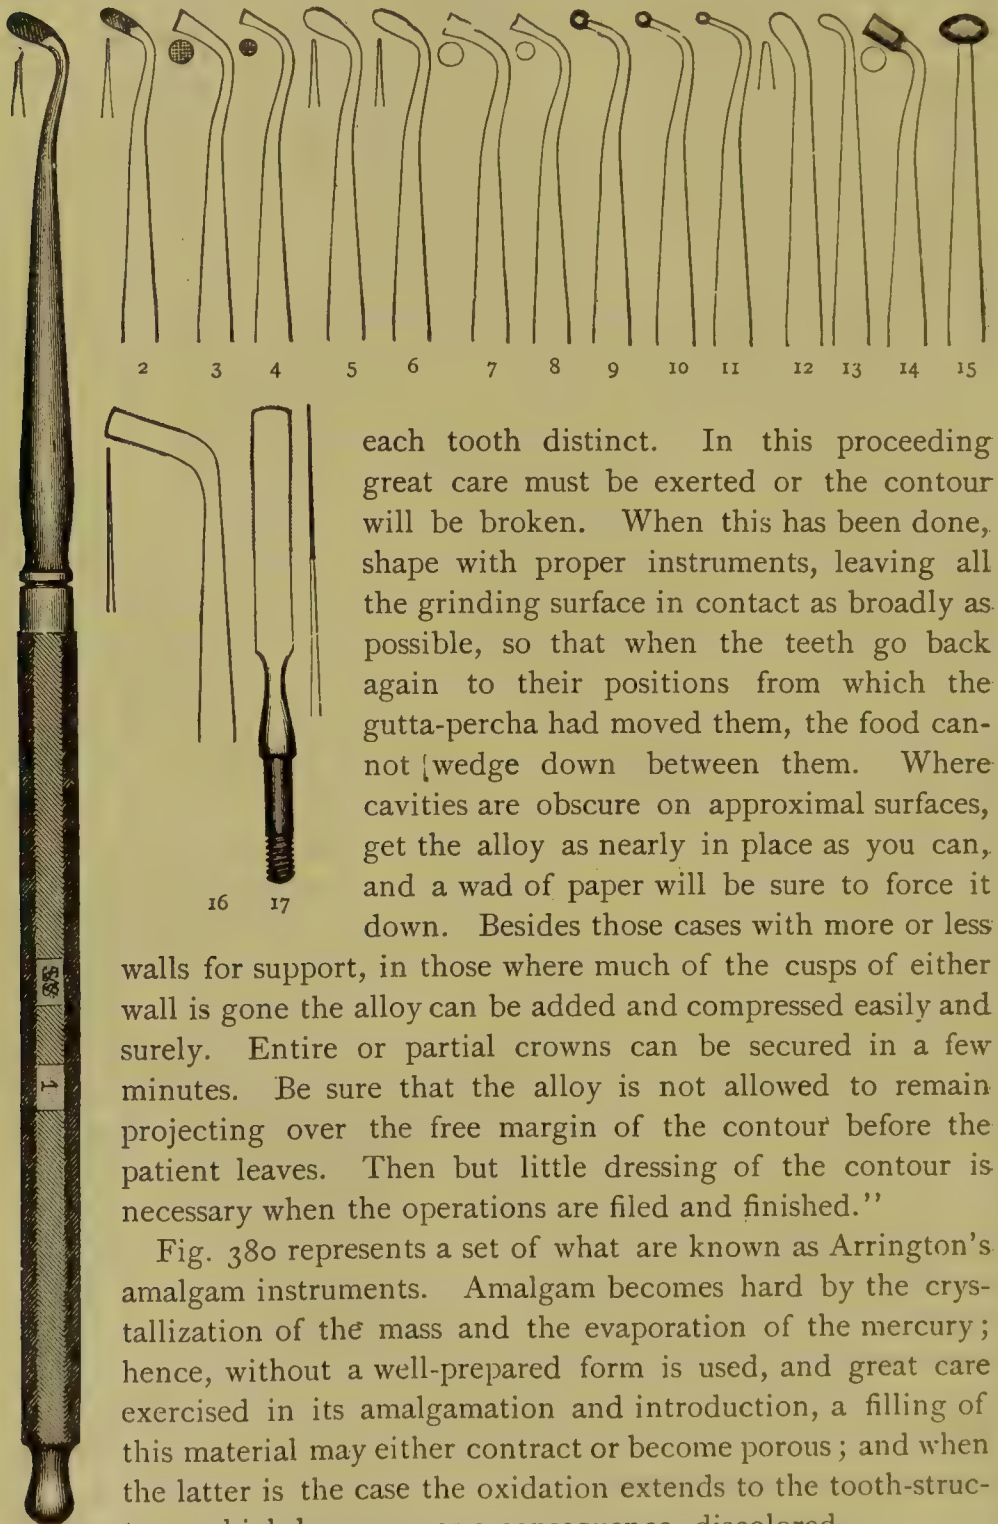 2 3 4 5 6 7 8 9 10 11 12 13 14 15
each tooth distinct. In this proceeding
great care must be exerted or the contour
will be broken. When this has been done,
shape with proper instruments, leaving all
the grinding surface in contact as broadly as
possible, so that when the teeth go back
again to their positions from which the
gutta-percha had moved them, the food can-
not [wedge down between them. Where
cavities are obscure on approximal surfaces,
get the alloy as nearly in place as you can,
and a wad of paper will be sure to force it
16 17
down. Besides those cases with more or less
walls for support, in those where much of the cusps of either
wall is gone the alloy can be added and compressed easily and
surely. Entire or partial crowns can be secured in a few
minutes. Be sure that the alloy is not allowed to remain
projecting over the free margin of the contour before the
patient leaves. Then but little dressing of the contour is
necessary when the operations are filed and finished."
Fig. 380 represents a set of what are known as Arrington's
amalgam instruments. Amalgam becomes hard by the crys-
tallization of the mass and the evaporation of the mercury;
hence, without a well-prepared form is used, and great care
exercised in its amalgamation and introduction, a filling of
this material may either contract or become porous; and when
the latter is the case the oxidation extends to the tooth-struc-
consequence, discolored
1